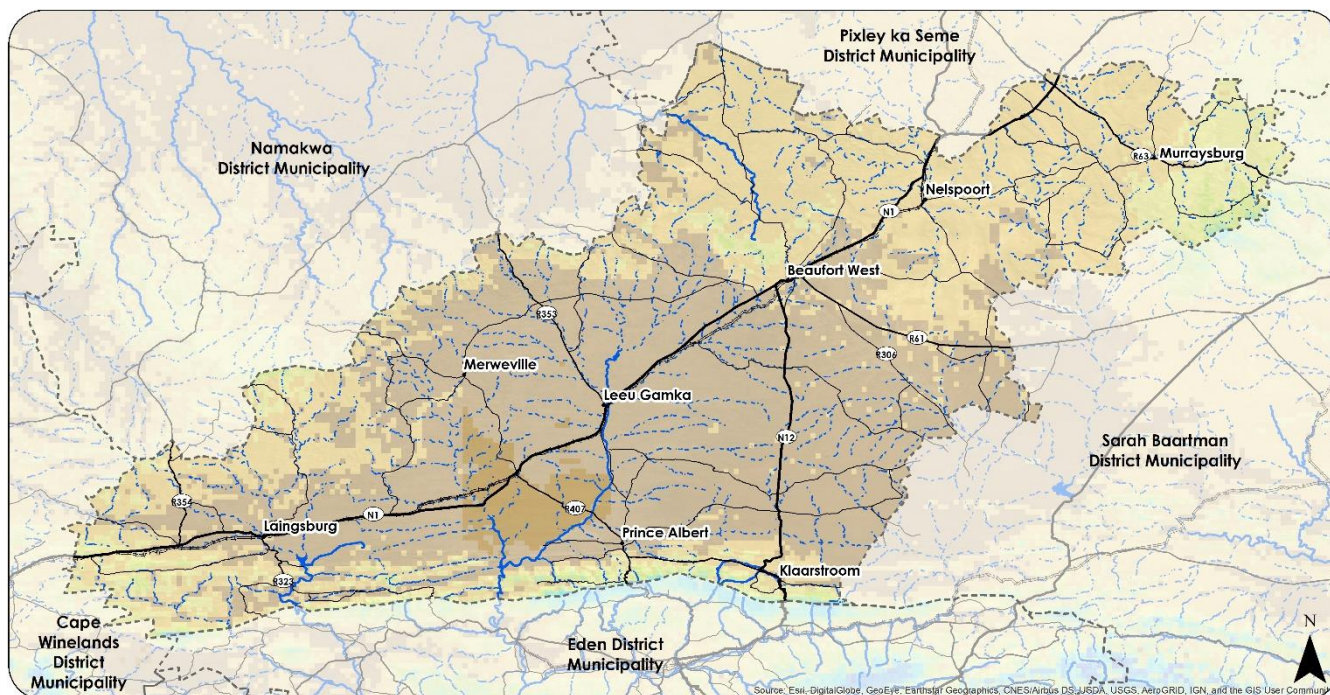 Pixley ka Seme
District Municipality
Namakwa
District Municipality
R63
Murraysburg
Nelspoort
N1
Beaufort West
R353
R61
R306
Merweville
Leeu Gamka
N12
Sarah Baartman
District Municipality
R354
R407
N1
Laingsburg
Prince Albert
Klaarstroom
R323
Cape
Winelands
District
Municipality
Eden District
Municipality
N
Source: Esri, DigitalGlobe, GeoEye, Earthstar Geographics, CNES/Airbus DS, USDA, USGS, AeroGRID, IGN, and the GIS User Commun